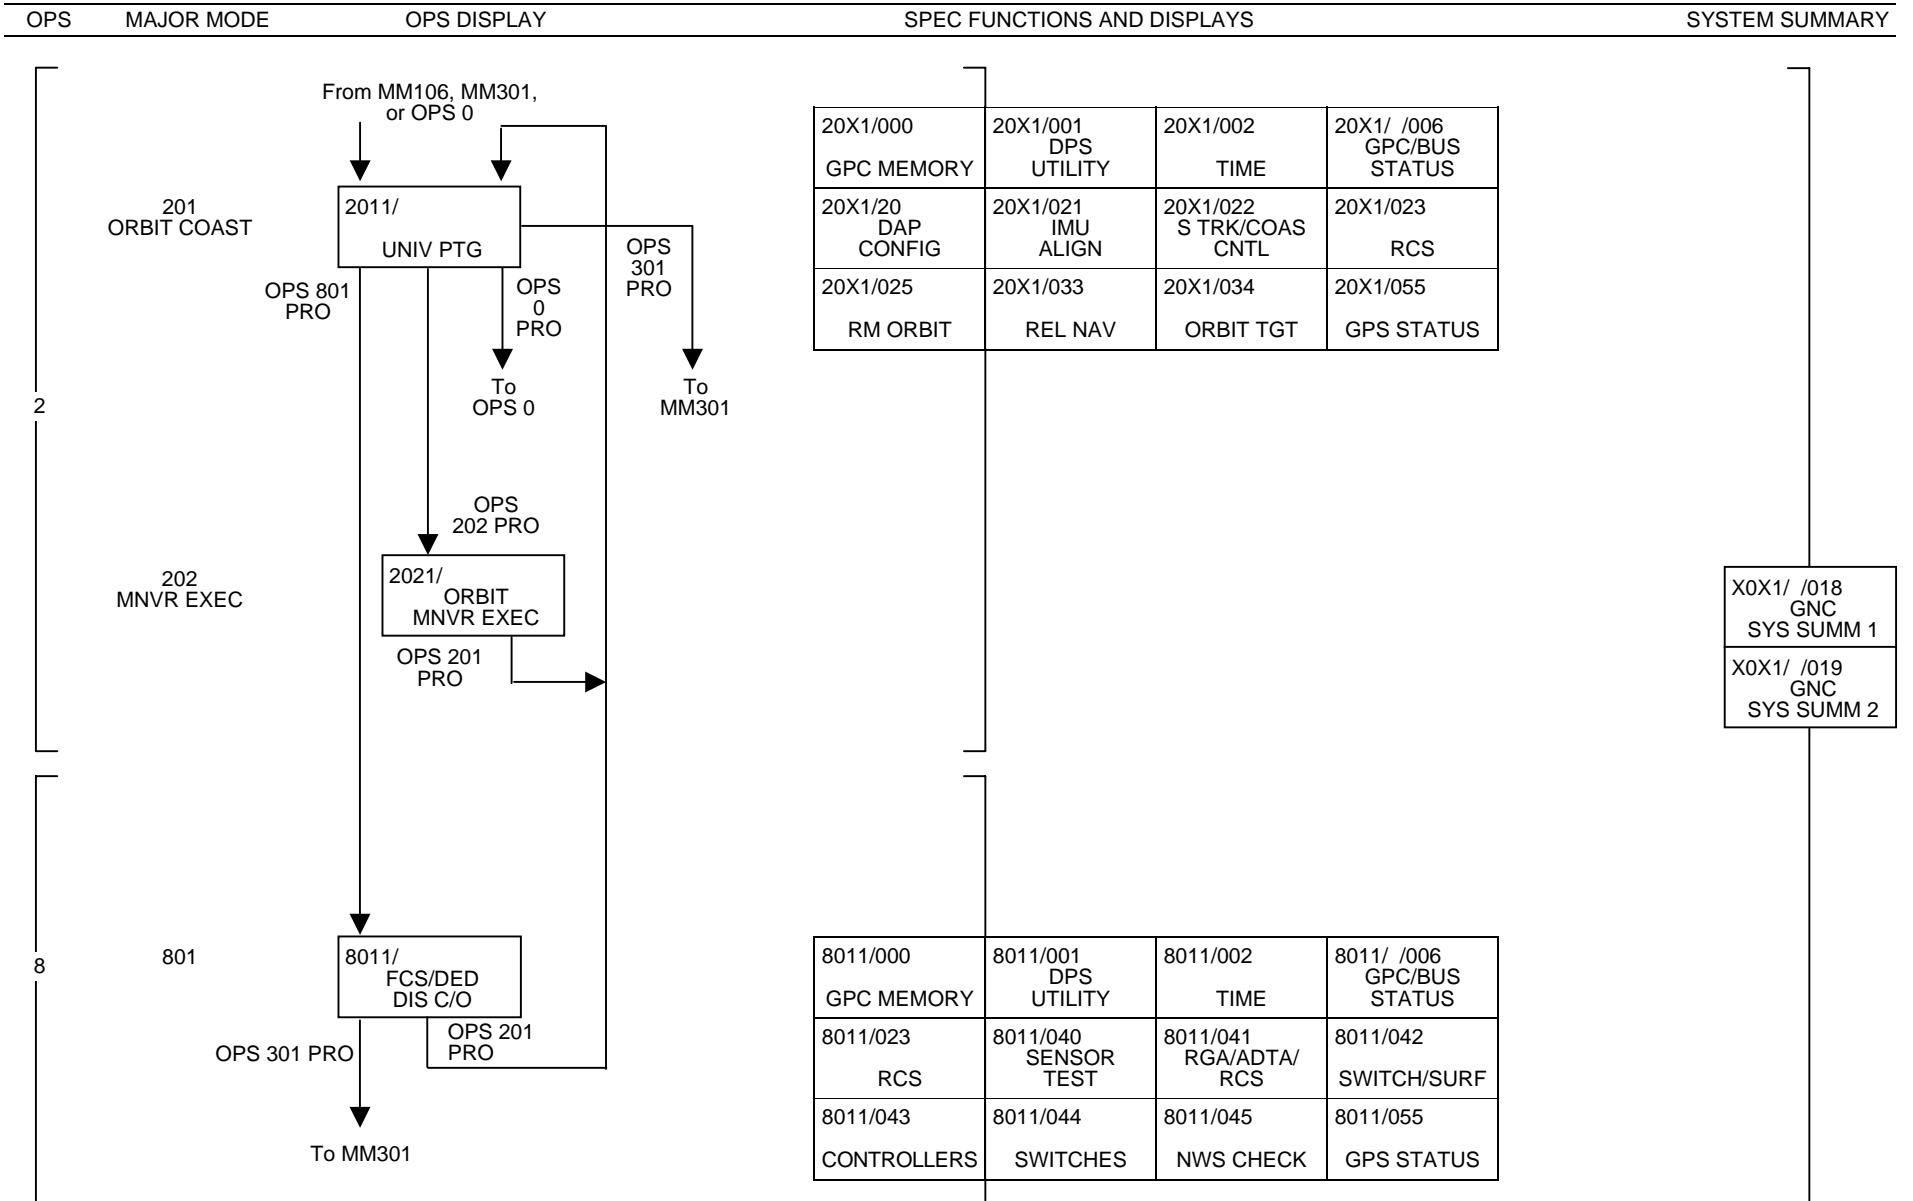 OPS MAJOR MODE OPS DISPLAY SPEC FUNCTIONS AND DISPLAYS SYSTEM SUMMARY
2
201
ORBIT COAST
From MM106, MM301,
or OPS 0
2011/
UNIV PTG
OPS 801
PRO
OPS
0
PRO
OPS
301
PRO
To
OPS 0
To
MM301
OPS
202 PRO
202
MNVR EXEC
2021/
ORBIT
MNVR EXEC
OPS 201
PRO
20X1/000
GPC MEMORY
20X1/001
DPS
UTILITY
20X1/002
TIME
20X1/ /006
GPC/BUS
STATUS
20X1/20
DAP
CONFIG
20X1/021
IMU
ALIGN
20X1/022
S TRK/COAS
CNTL
20X1/023
RCS
20X1/025
RM ORBIT
20X1/033
REL NAV
20X1/034
ORBIT TGT
20X1/055
GPS STATUS
X0X1/ /018
GNC
SYS SUMM 1
X0X1/ /019
GNC
SYS SUMM 2
8
801
8011/
FCS/DED
DIS C/O
OPS 301 PRO
OPS 201
PRO
To MM301
8011/000
GPC MEMORY
8011/001
DPS
UTILITY
8011/002
TIME
8011/ /006
GPC/BUS
STATUS
8011/023
RCS
8011/040
SENSOR
TEST
8011/041
RGA/ADTA/
RCS
8011/042
SWITCH/SURF
8011/043
CONTROLLERS
8011/044
SWITCHES
8011/045
NWS CHECK
8011/055
GPS STATUS